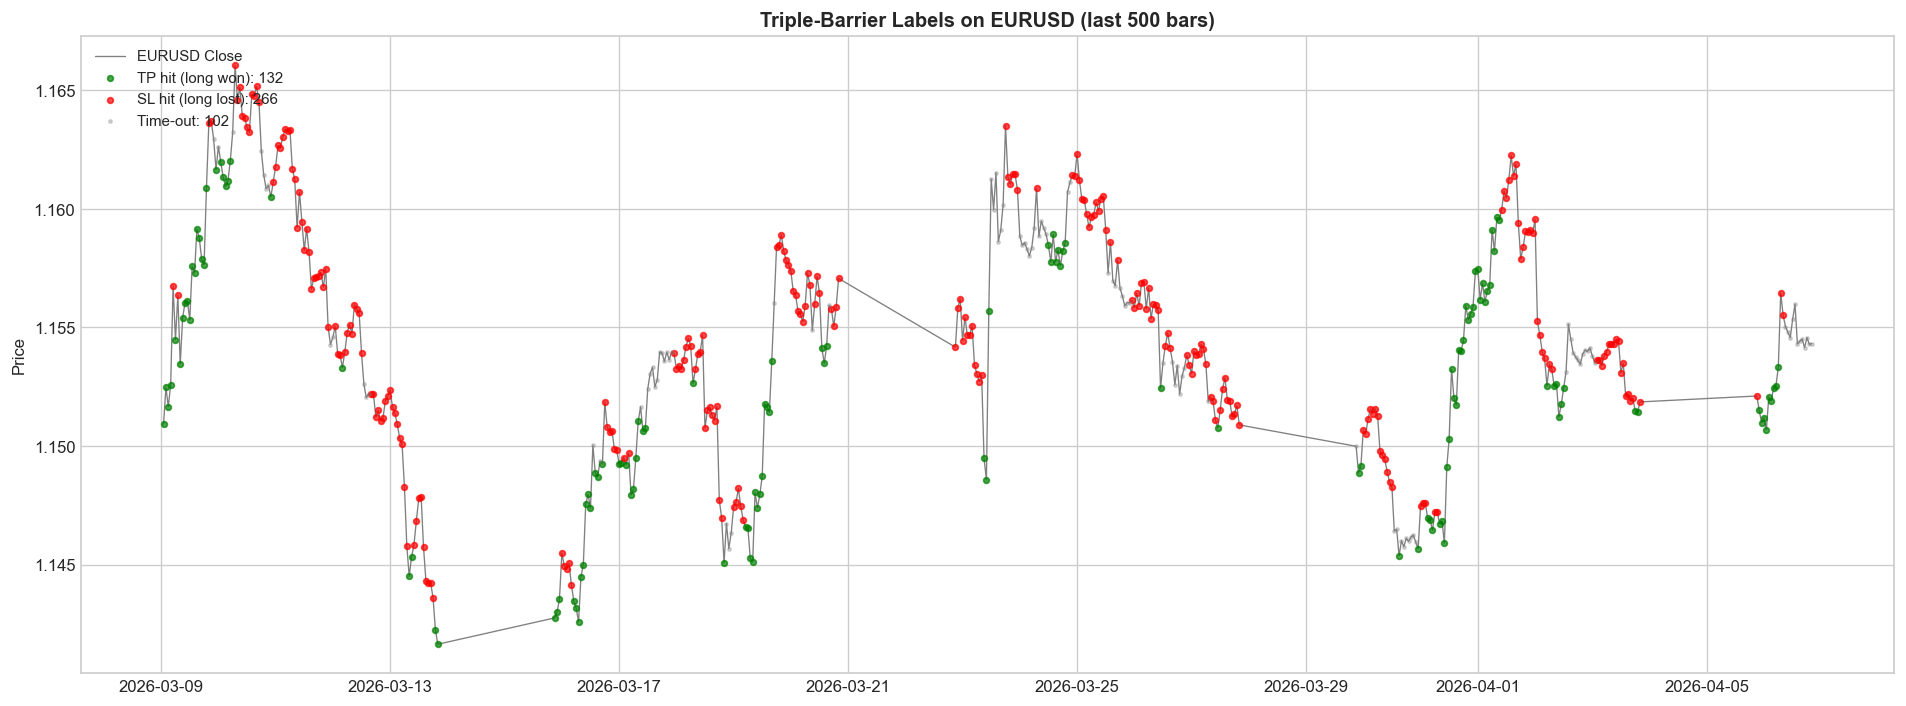 Triple-Barrier Labels on EURUSD (last 500 bars)
EURUSD Close
TP hit (long won): 132
SL hit (long lost): 266
Time-out: 102
Price
1.165
1.160
1.155
1.150
1.145
2026-03-09
2026-03-13
2026-03-17
2026-03-21
2026-03-25
2026-03-29
2026-04-01
2026-04-05